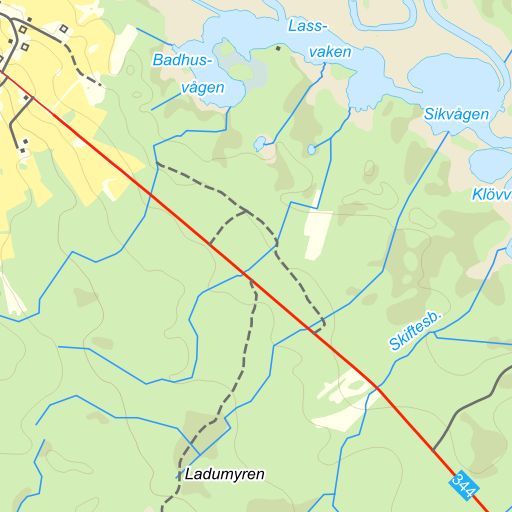 Lass-
vaken
Badhus-
vågen
Sikvågen
Klövv
Skiftesb.
Ladumyren
344